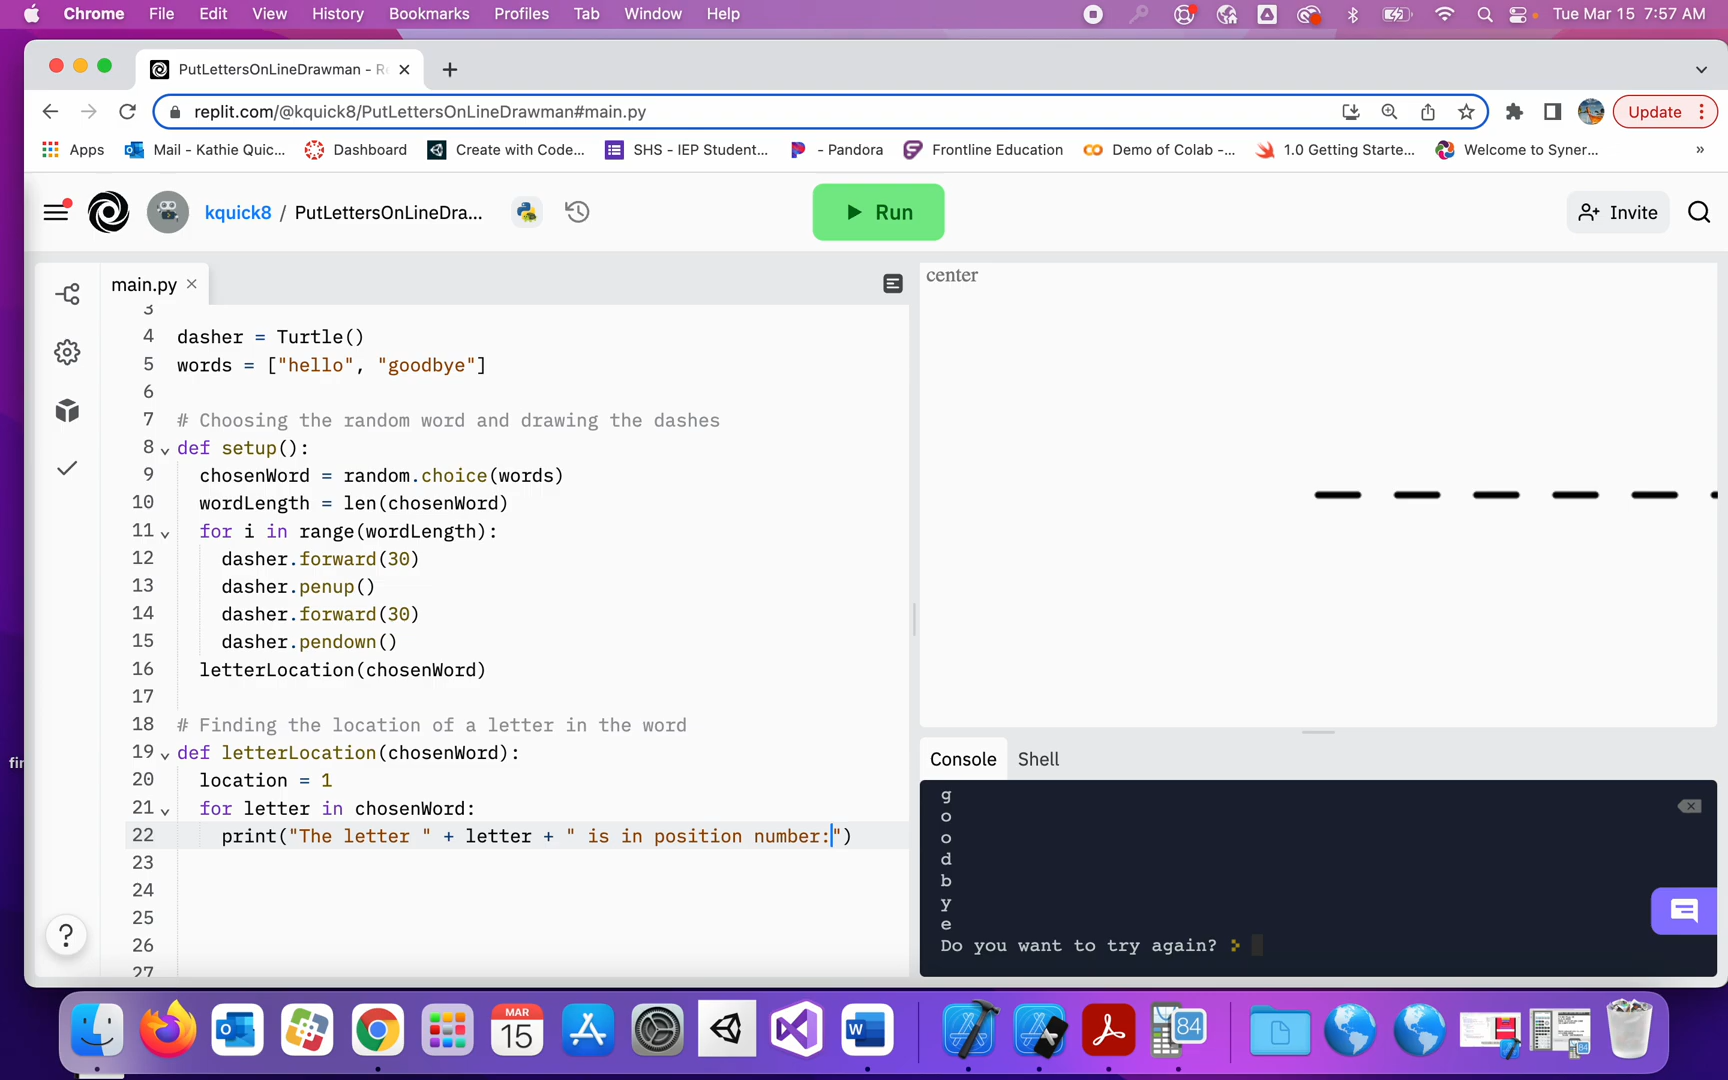 Chrome File Edit View History Bookmarks Profiles Tab Window Help Tue Mar 15 7:57 AM
PutLettersOnLineDrawman - Re
replit.com/@kquick8/PutLettersOnLineDrawman#main.py Update
Apps Mail - Kathie Quic... Dashboard Create with Code... SHS - IEP Student... - Pandora Frontline Education Demo of Colab -... 1.0 Getting Starte... Welcome to Syner... »
kquick8 / PutLettersOnLineDra... Run Invite
main.py
3
4 dasher = Turtle()
5 words = ["hello", "goodbye"]
6
7 # Choosing the random word and drawing the dashes
8 def setup():
9 chosenWord = random.choice(words)
10 wordLength = len(chosenWord)
11 for i in range(wordLength):
12 dasher.forward(30)
13 dasher.penup()
14 dasher.forward(30)
15 dasher.pendown()
16 letterLocation(chosenWord)
17
18 # Finding the location of a letter in the word
19 def letterLocation(chosenWord):
20 location = 1
21 for letter in chosenWord:
22 print("The letter " + letter + " is in position number:")
23
24
25
26
27
?
center
Console Shell
g
o
o
d
b
y
e
Do you want to try again?
fir
MAR
15
W
84